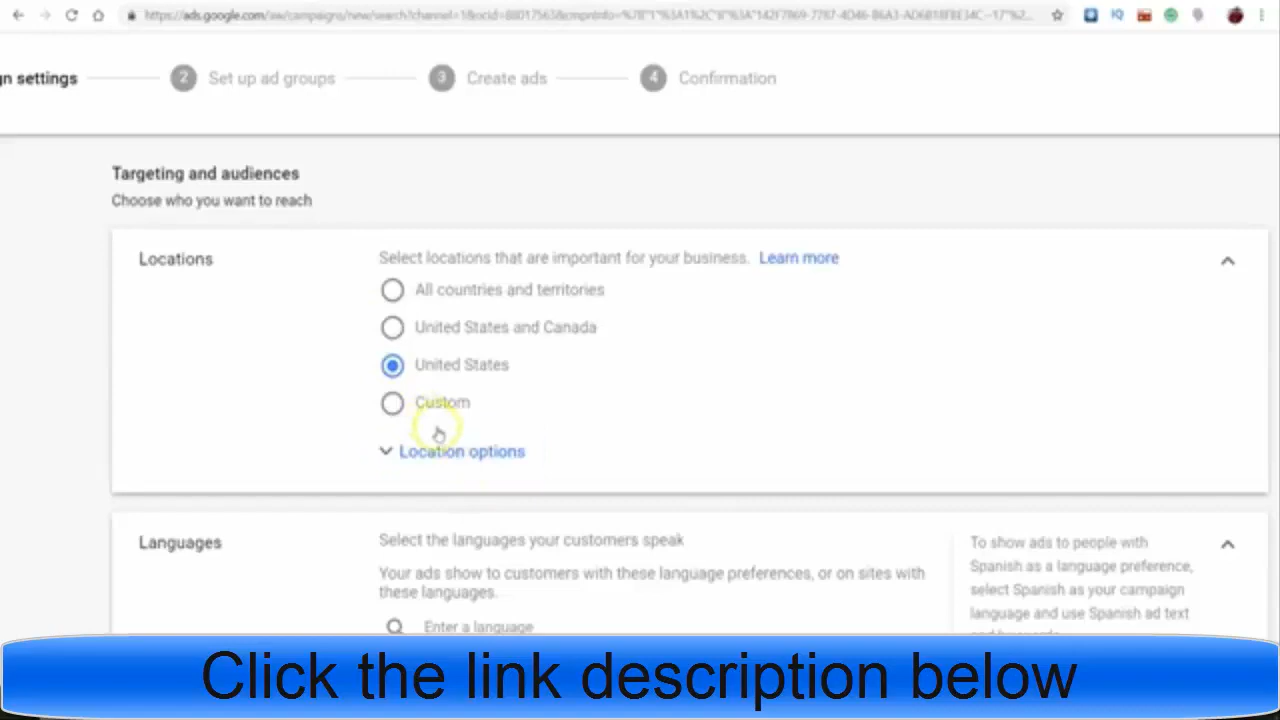 gn settings
2 Set up ad groups
3 Create ads
4 Confirmation
Targeting and audiences
Choose who you want to reach
Locations
Select locations that are important for your business. Learn more
All countries and territories
United States and Canada
United States
Custom
Location options
Languages
Select the languages your customers speak
Your ads show to customers with these language preferences, or on sites with
these languages.
Enter a language
To show ads to people with
Spanish as a language preference,
select Spanish as your campaign
language and use Spanish ad text
Click the link description below